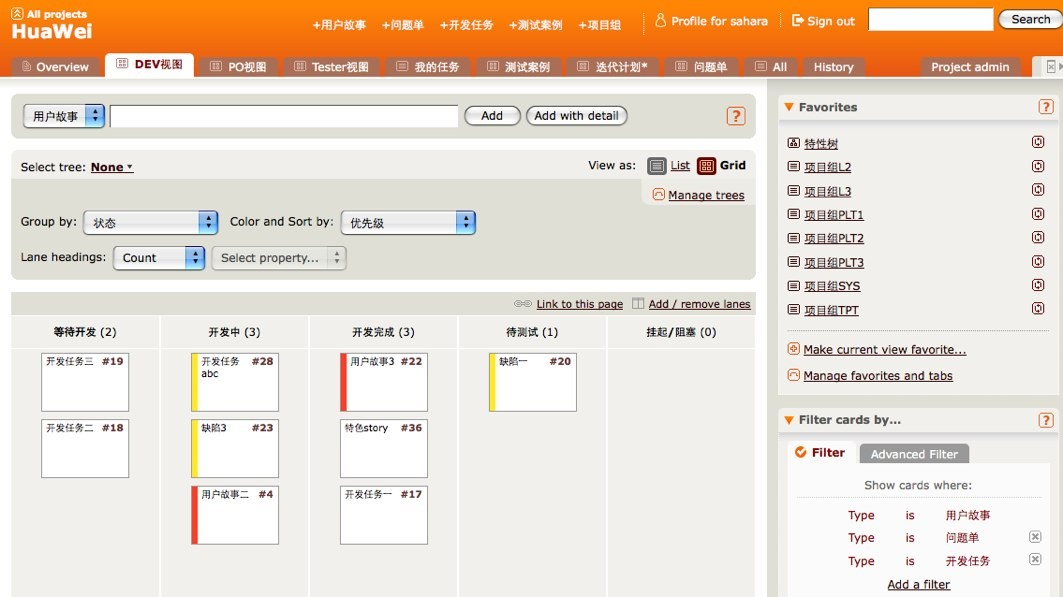 All projects
HuaWei
+用户故事 +问题单 +开发任务 +测试案例 +项目组
Profile for sahara
Sign out
Search
Overview DEV视图 PO视图 Tester视图 我的任务 测试案例 迭代计划* 问题单 All History Project admin
用户故事 Add Add with detail ?
Select tree: None
View as: List Grid
Manage trees
Group by: 状态 Color and Sort by: 优先级
Lane headings: Count Select property...
Link to this page Add / remove lanes
等待开发 (2) 开发中 (3) 开发完成 (3) 待测试 (1) 挂起/阻塞 (0)
开发任务三 #19
开发任务二 #18
开发任务 #28
abc
缺陷3 #23
用户故事二 #4
用户故事3 #22
特色story #36
开发任务一 #17
缺陷一 #20
Favorites ?
特性树
项目组L2
项目组L3
项目组PLT1
项目组PLT2
项目组PLT3
项目组SYS
项目组TPT
Make current view favorite...
Manage favorites and tabs
Filter cards by... ?
Filter Advanced Filter
Show cards where:
Type is 用户故事
Type is 问题单
Type is 开发任务
Add a filter